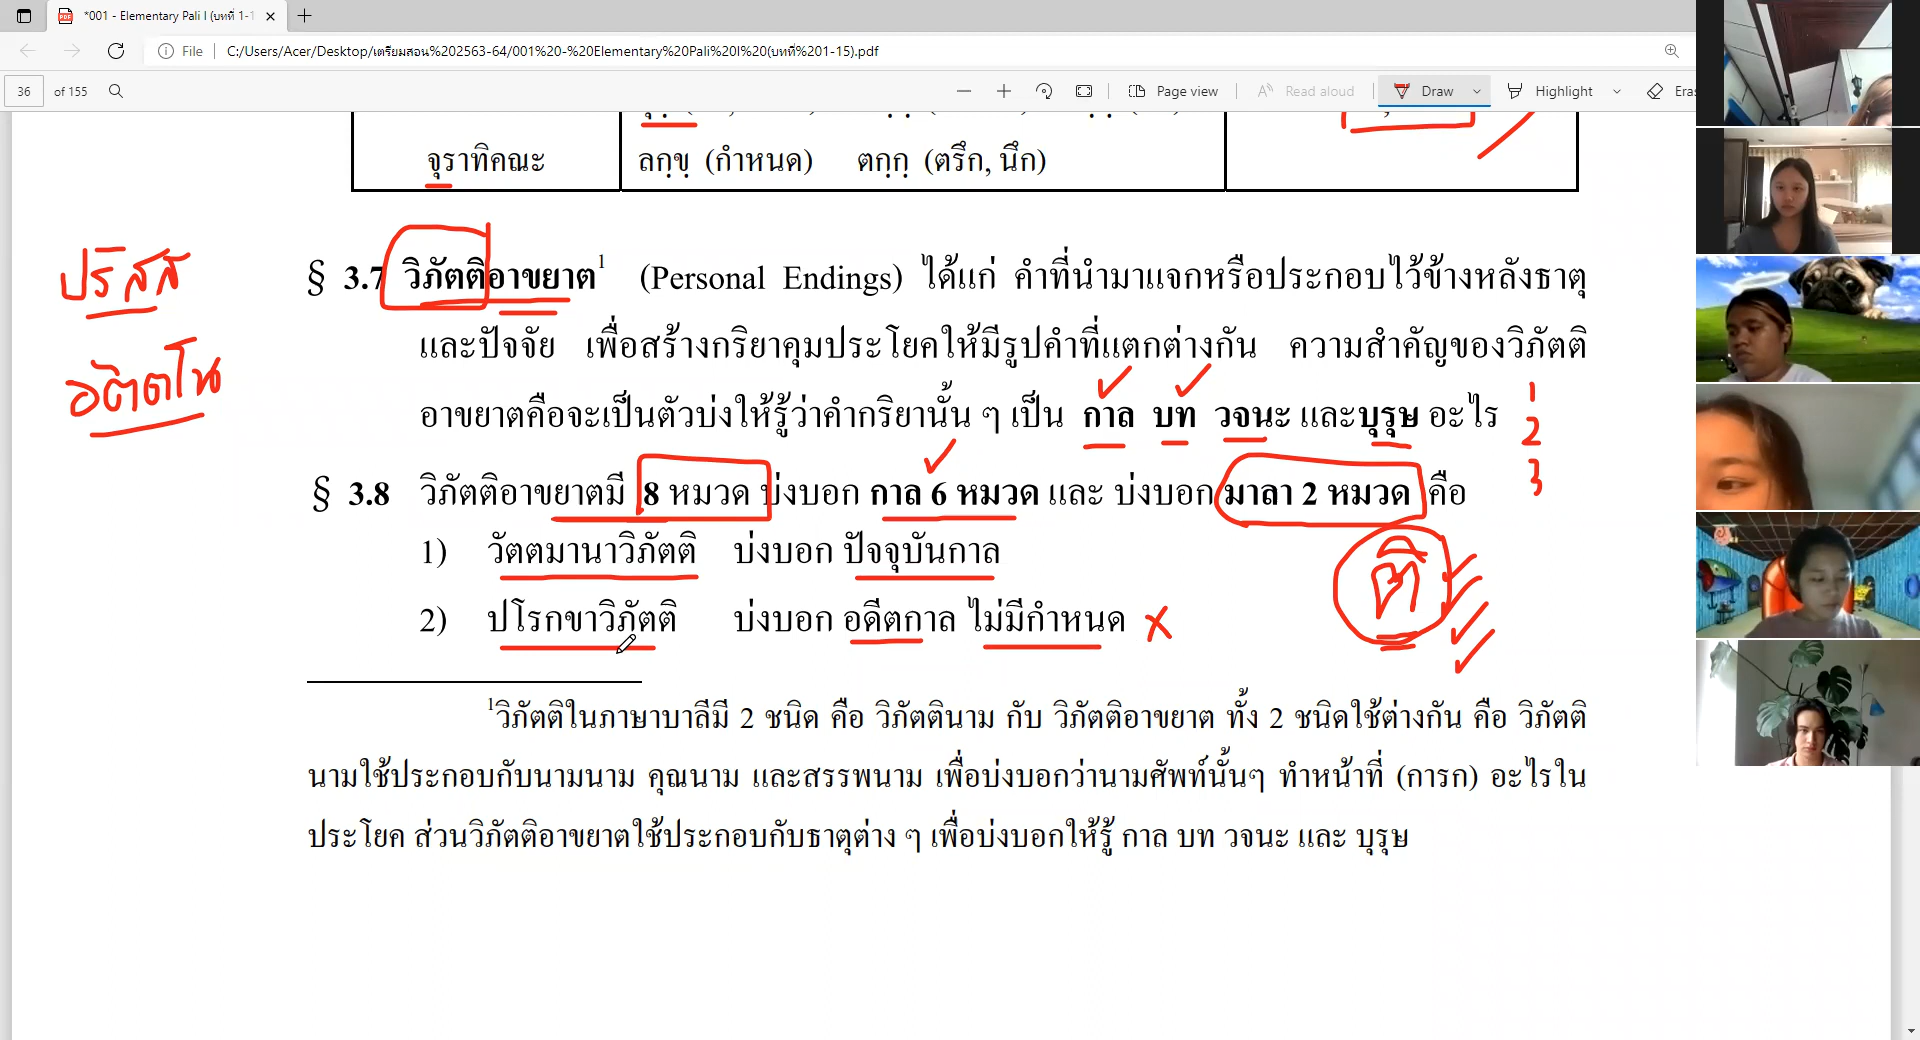 *001 - Elementary Pali I (บทที่ 1-1
File C:/Users/Acer/Desktop/เตรียมสอน%202563-64/001%20-%20Elementary%20Pali%20I%20(บทที่%201-15).pdf
36 of 155 Page view Read aloud Draw Highlight Eras
จุราทิคณะ ลกฺขฺ (กำหนด) ตกฺกฺ (ตรึก, นึก)
§ 3.7 วิภัตติอาขยาต1 (Personal Endings) ได้แก่ คำที่นำมาแจกหรือประกอบไว้ข้างหลังธาตุ
ปริสฺส
และปัจจัย เพื่อสร้างกริยาคุมประโยคให้มีรูปคำที่แตกต่างกัน ความสำคัญของวิภัตติ
อตฺตโน
อาขยาตคือจะเป็นตัวบ่งให้รู้ว่าคำกริยานั้น ๆ เป็น กาล บท วจนะ และบุรุษ อะไร
1
2
3
§ 3.8 วิภัตติอาขยาตมี 8 หมวด บ่งบอก กาล 6 หมวด และ บ่งบอก มาลา 2 หมวด คือ
1) วัตตมานาวิภัตติ บ่งบอก ปัจจุบันกาล
ติ
2) ปโรกขาวิภัตติ บ่งบอก อดีตกาล ไม่มีกำหนด x
1วิภัตติในภาษาบาลีมี 2 ชนิด คือ วิภัตตินาม กับ วิภัตติอาขยาต ทั้ง 2 ชนิดใช้ต่างกัน คือ วิภัตติ
นามใช้ประกอบกับนามนาม คุณนาม และสรรพนาม เพื่อบ่งบอกว่านามศัพท์นั้นๆ ทำหน้าที่ (การก) อะไรใน
ประโยค ส่วนวิภัตติอาขยาตใช้ประกอบกับธาตุต่าง ๆ เพื่อบ่งบอกให้รู้ กาล บท วจนะ และ บุรุษ